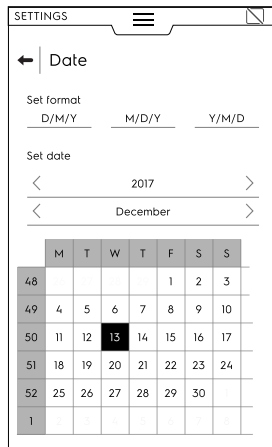 SETTINGS
Date
Set format
D/M/Y M/D/Y Y/M/D
Set date
2017
December
M T W T F S S
48 1 2 3
49 4 5 6 7 8 9 10
50 11 12 13 14 15 16 17
51 18 19 20 21 22 23 24
52 25 26 27 28 29 30
1